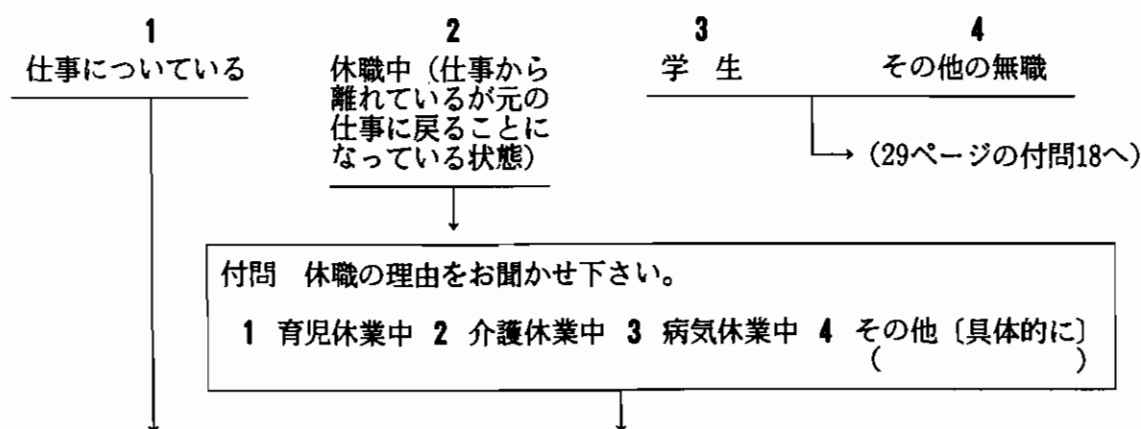 1 2 3 4
仕事についている 休職中（仕事から 学 生 その他の無職
離れているが元の
仕事に戻ることに
なっている状態）
（29ページの付問18へ）
付問 休職の理由をお聞かせ下さい。
1 育児休業中 2 介護休業中 3 病気休業中 4 その他〔具体的に〕
（ ）